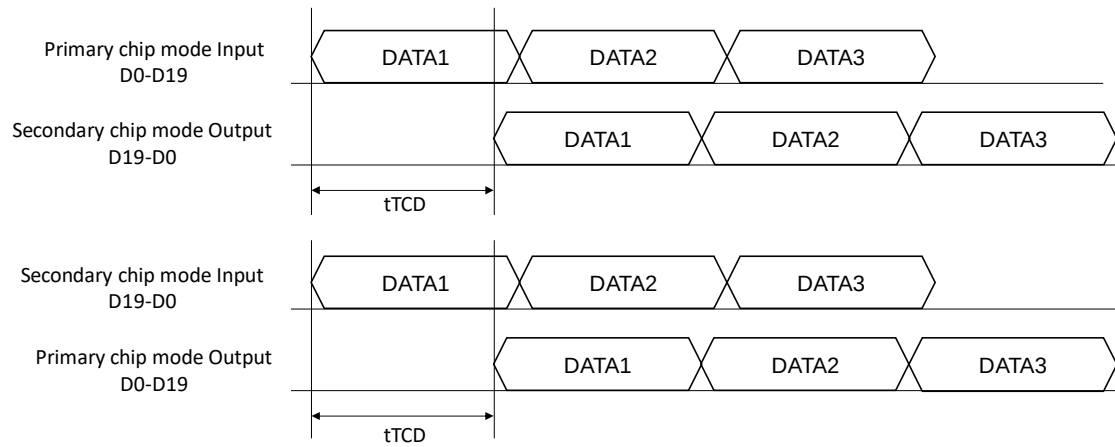 Primary chip mode Input
D0-D19
DATA1 DATA2 DATA3
Secondary chip mode Output
D19-D0
DATA1 DATA2 DATA3
tTCD
Secondary chip mode Input
D19-D0
DATA1 DATA2 DATA3
Primary chip mode Output
D0-D19
DATA1 DATA2 DATA3
tTCD